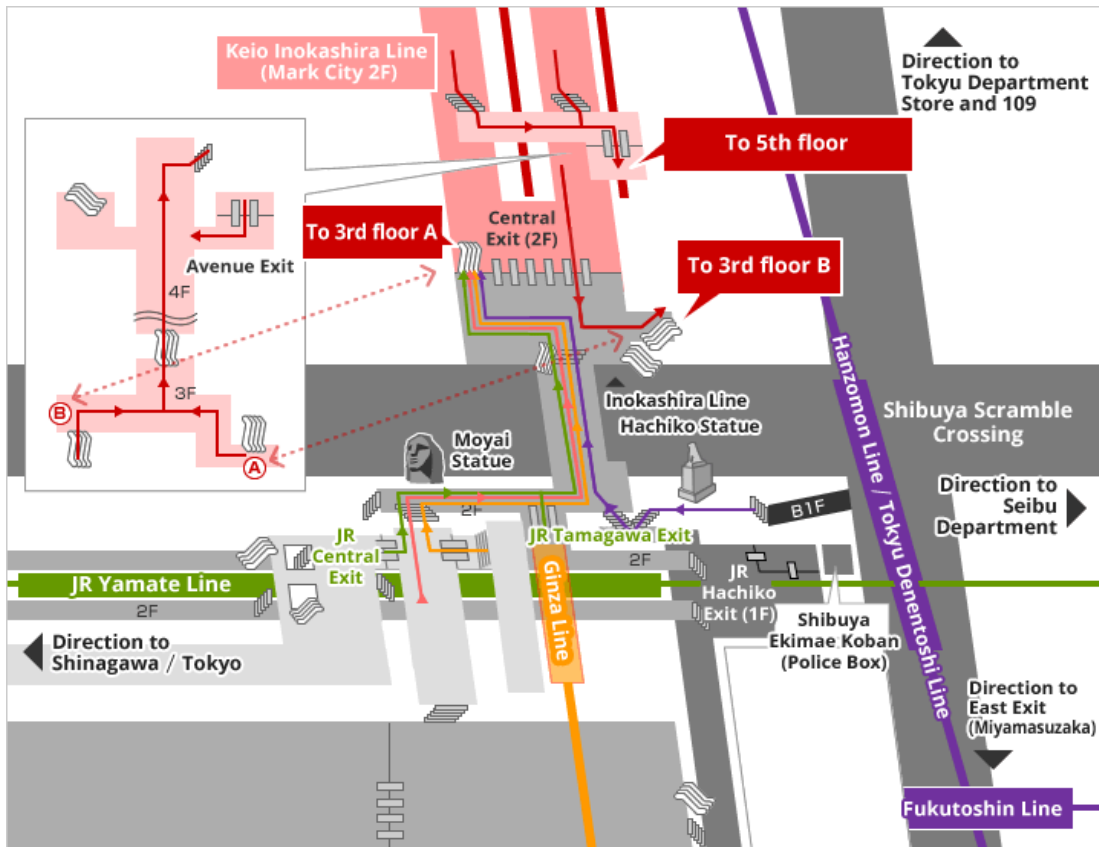 Keio Inokashira Line
(Mark City 2F)
Direction to
Tokyu Department
Store and 109
To 5th floor
To 3rd floor A
Central
Exit (2F)
To 3rd floor B
Avenue Exit
4F
3F
B
A
Inokashira Line
Hachiko Statue
Hanzomon Line / Tokyu Denentoshi Line
Shibuya Scramble
Crossing
Moyai
Statue
2F
B1F
Direction to
Seibu
Department
JR
Central
Exit
JR Tamagawa Exit
2F
JR Yamate Line
Ginza Line
JR
Hachiko
Exit (1F)
2F
Shibuya
Ekimae Koban
(Police Box)
Direction to
Shinagawa / Tokyo
Direction to
East Exit
(Miyamasuzaka)
Fukutoshin Line